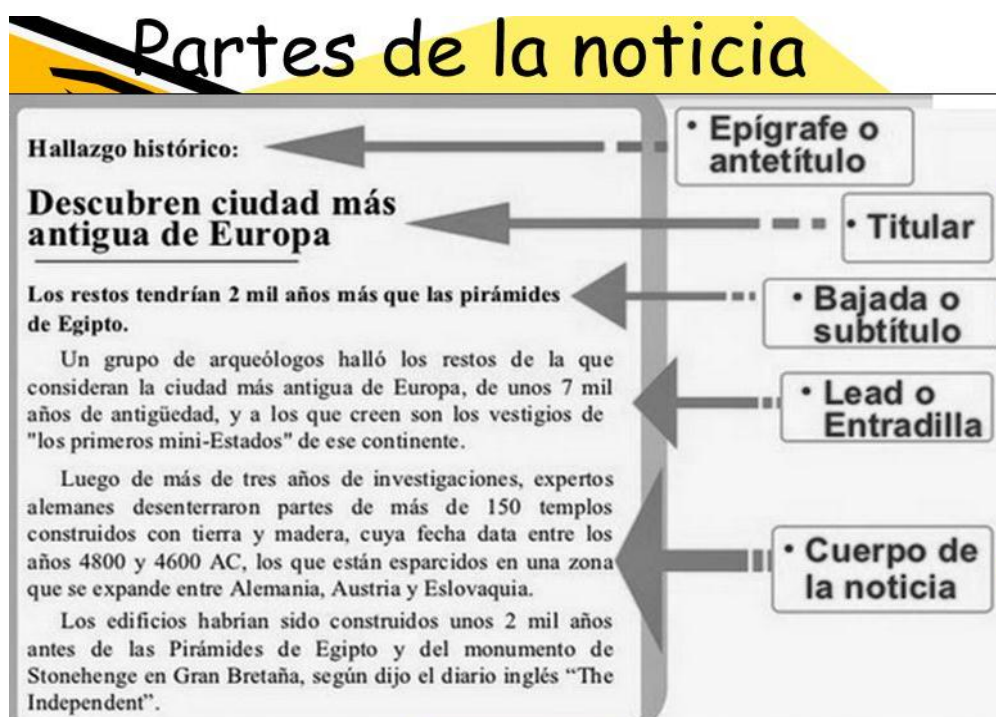 Partes de la noticia
Hallazgo histórico:
• Epígrafe o
antetítulo
Descubren ciudad más
antigua de Europa
• Titular
Los restos tendrían 2 mil años más que las pirámides
de Egipto.
• Bajada o
subtítulo
Un grupo de arqueólogos halló los restos de la que
consideran la ciudad más antigua de Europa, de unos 7 mil
años de antigüedad, y a los que creen son los vestigios de
"los primeros mini-Estados" de ese continente.
• Lead o
Entradilla
Luego de más de tres años de investigaciones, expertos
alemanes desenterraron partes de más de 150 templos
construidos con tierra y madera, cuya fecha data entre los
años 4800 y 4600 AC, los que están esparcidos en una zona
que se expande entre Alemania, Austria y Eslovaquia.
Los edificios habrían sido construidos unos 2 mil años
antes de las Pirámides de Egipto y del monumento de
Stonehenge en Gran Bretaña, según dijo el diario inglés “The
Independent”.
• Cuerpo de
la noticia